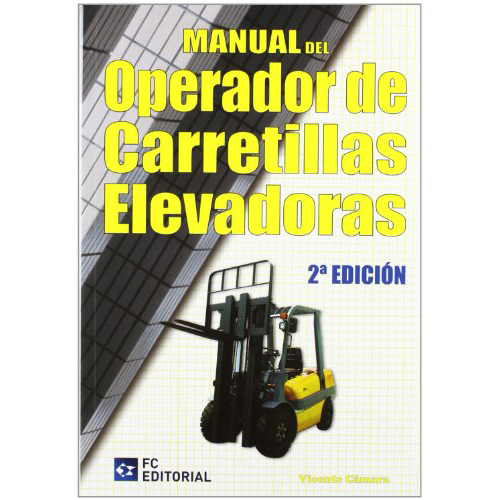 MANUAL DEL
Operador de
Carretillas
Elevadoras
2ª EDICIÓN
FC
EDITORIAL
Vicente Cámara